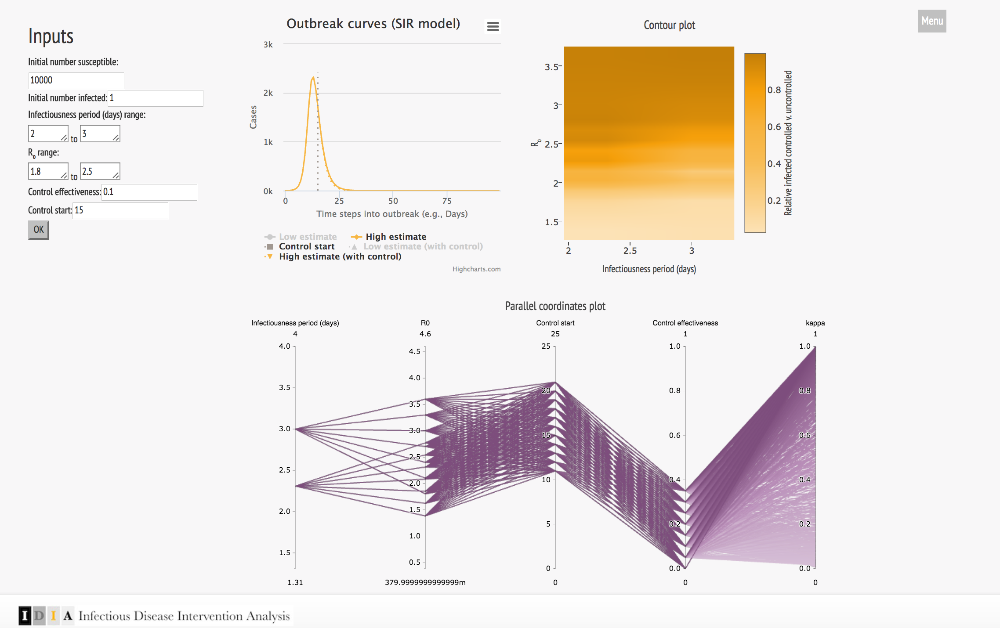 Menu
Inputs
Initial number susceptible:
10000
Initial number infected: 1
Infectiousness period (days) range:
2 to 3
R0 range:
1.8 to 2.5
Control effectiveness: 0.1
Control start: 15
OK
Outbreak curves (SIR model)
3k
2k
1k
0k
Cases
0 25 50 75
Time steps into outbreak (e.g., Days)
Low estimate High estimate
Control start Low estimate (with control)
High estimate (with control)
Highcharts.com
Contour plot
3.5
3
2.5
2
1.5
R0
2 2.5 3
Infectiousness period (days)
0.8
0.6
0.4
0.2
Relative infected controlled v. uncontrolled
Parallel coordinates plot
Infectiousness period (days) R0 Control start Control effectiveness kappa
4 4.6 25 1 1
4.0
3.5
3.0
2.5
2.0
1.5
4.5
4.0
3.5
3.0
2.5
2.0
1.5
1.0
0.5
25
20
15
10
5
0
1.0
0.8
0.6
0.4
0.2
0.0
1.0
0.8
0.6
0.4
0.2
0.0
1.31 379.9999999999999m 0 0 0
IDIA Infectious Disease Intervention Analysis